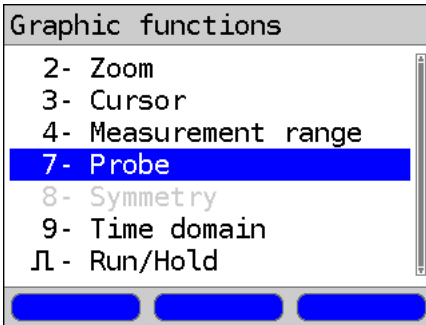 Graphic functions
2- Zoom
3- Cursor
4- Measurement range
7- Probe
8- Symmetry
9- Time domain
⎍- Run/Hold